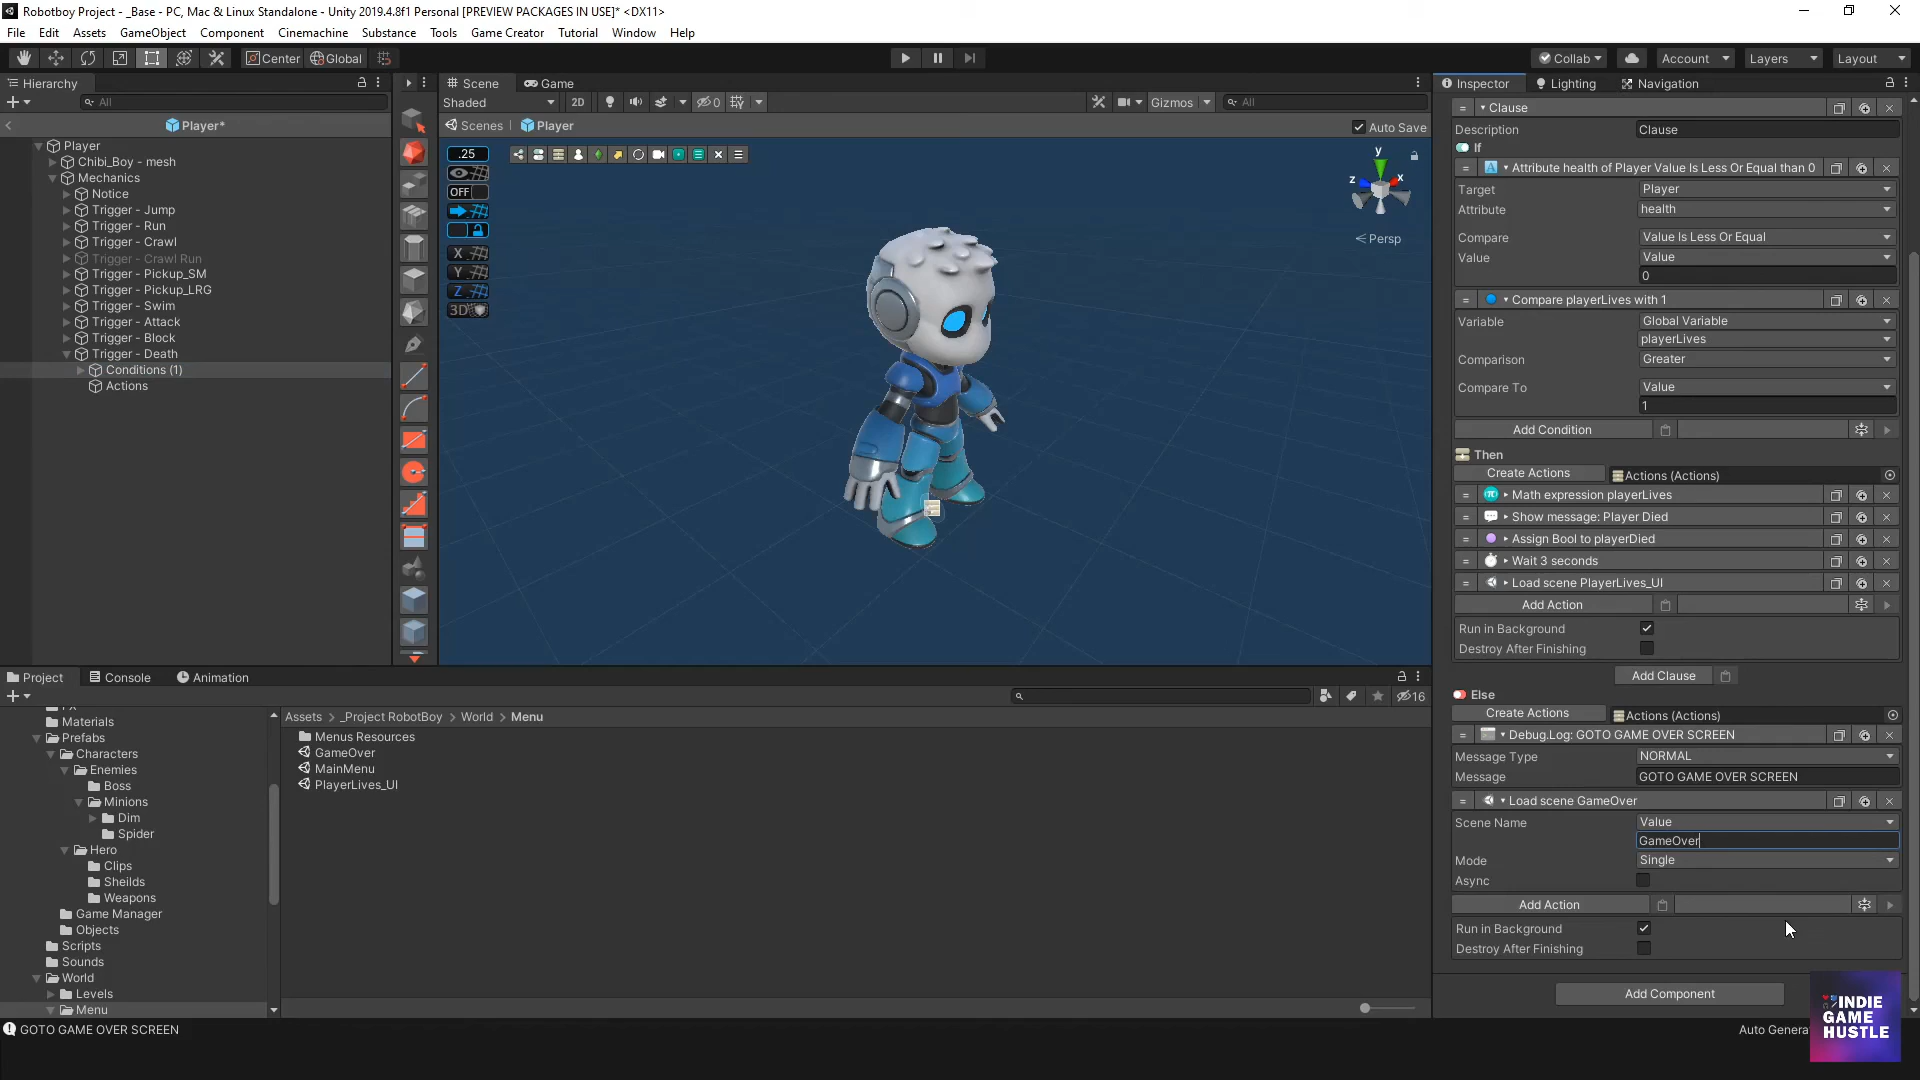 Robotboy Project - _Base - PC, Mac & Linux Standalone - Unity 2019.4.8f1 Personal [PREVIEW PACKAGES IN USE]* <DX11>
File Edit Assets GameObject Component Cinemachine Substance Tools Game Creator Tutorial Window Help
Center Global Collab Account Layers Layout
Hierarchy
All
Player*
Player
Chibi_Boy - mesh
Mechanics
Notice
Trigger - Jump
Trigger - Run
Trigger - Crawl
Trigger - Crawl Run
Trigger - Pickup_SM
Trigger - Pickup_LRG
Trigger - Swim
Trigger - Attack
Trigger - Block
Trigger - Death
Conditions (1)
Actions
Scene Game
Shaded 2D 0 Gizmos All
Scenes Player Auto Save
.25
OFF
X
Y
Z
3D
y
z x
Persp
Inspector Lighting Navigation
Clause
Description Clause
If
Attribute health of Player Value Is Less Or Equal than 0
Target Player
Attribute health
Compare Value Is Less Or Equal
Value Value
0
Compare playerLives with 1
Variable Global Variable
playerLives
Comparison Greater
Compare To Value
1
Add Condition
Then
Create Actions Actions (Actions)
Math expression playerLives
Show message: Player Died
Assign Bool to playerDied
Wait 3 seconds
Load scene PlayerLives_UI
Add Action
Run in Background
Destroy After Finishing
Add Clause
Else
Create Actions Actions (Actions)
Debug.Log: GOTO GAME OVER SCREEN
Message Type NORMAL
Message GOTO GAME OVER SCREEN
Load scene GameOver
Scene Name Value
GameOver
Mode Single
Async
Add Action
Run in Background
Destroy After Finishing
Add Component
Project Console Animation
16
Materials
Prefabs
Characters
Enemies
Boss
Minions
Dim
Spider
Hero
Clips
Sheilds
Weapons
Game Manager
Objects
Scripts
Sounds
World
Levels
Menu
Assets > _Project RobotBoy > World > Menu
Menus Resources
GameOver
MainMenu
PlayerLives_UI
GOTO GAME OVER SCREEN
Auto Genera
INDIE
GAME
HUSTLE